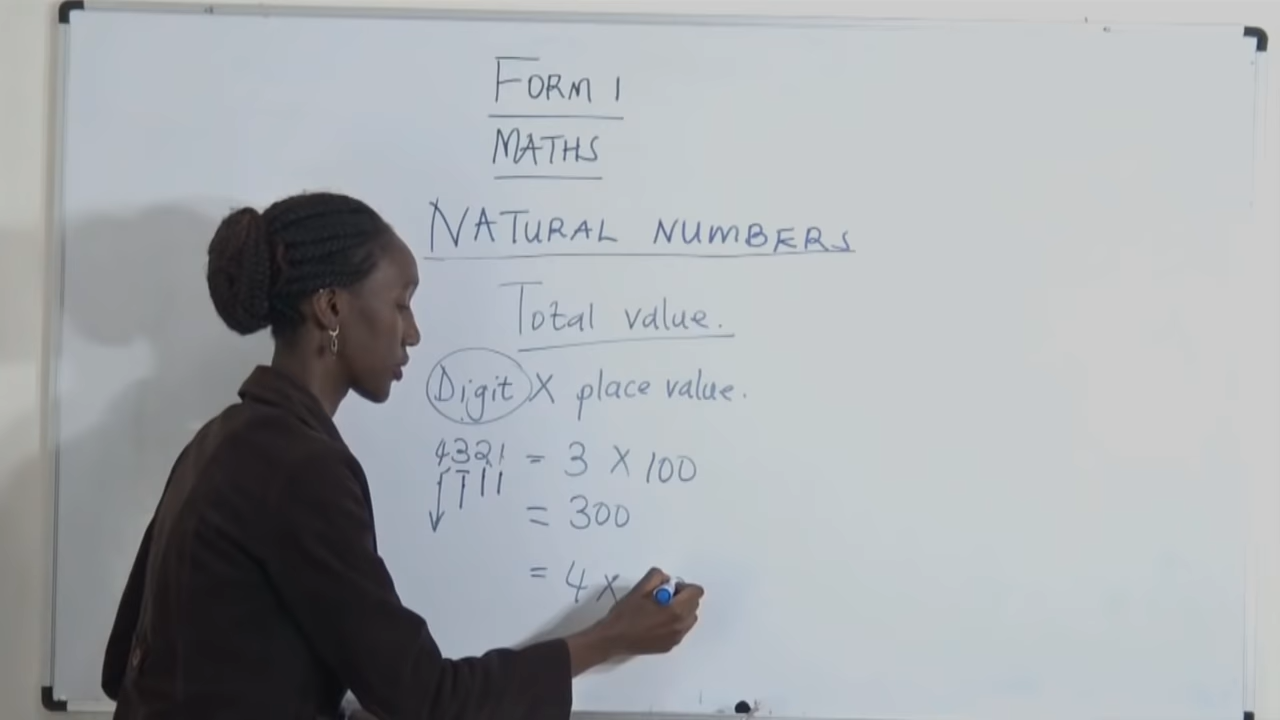 FORM 1
MATHS
NATURAL NUMBERS
Total value.
Digit X place value.
4321 = 3 X 100
= 300
= 4 X